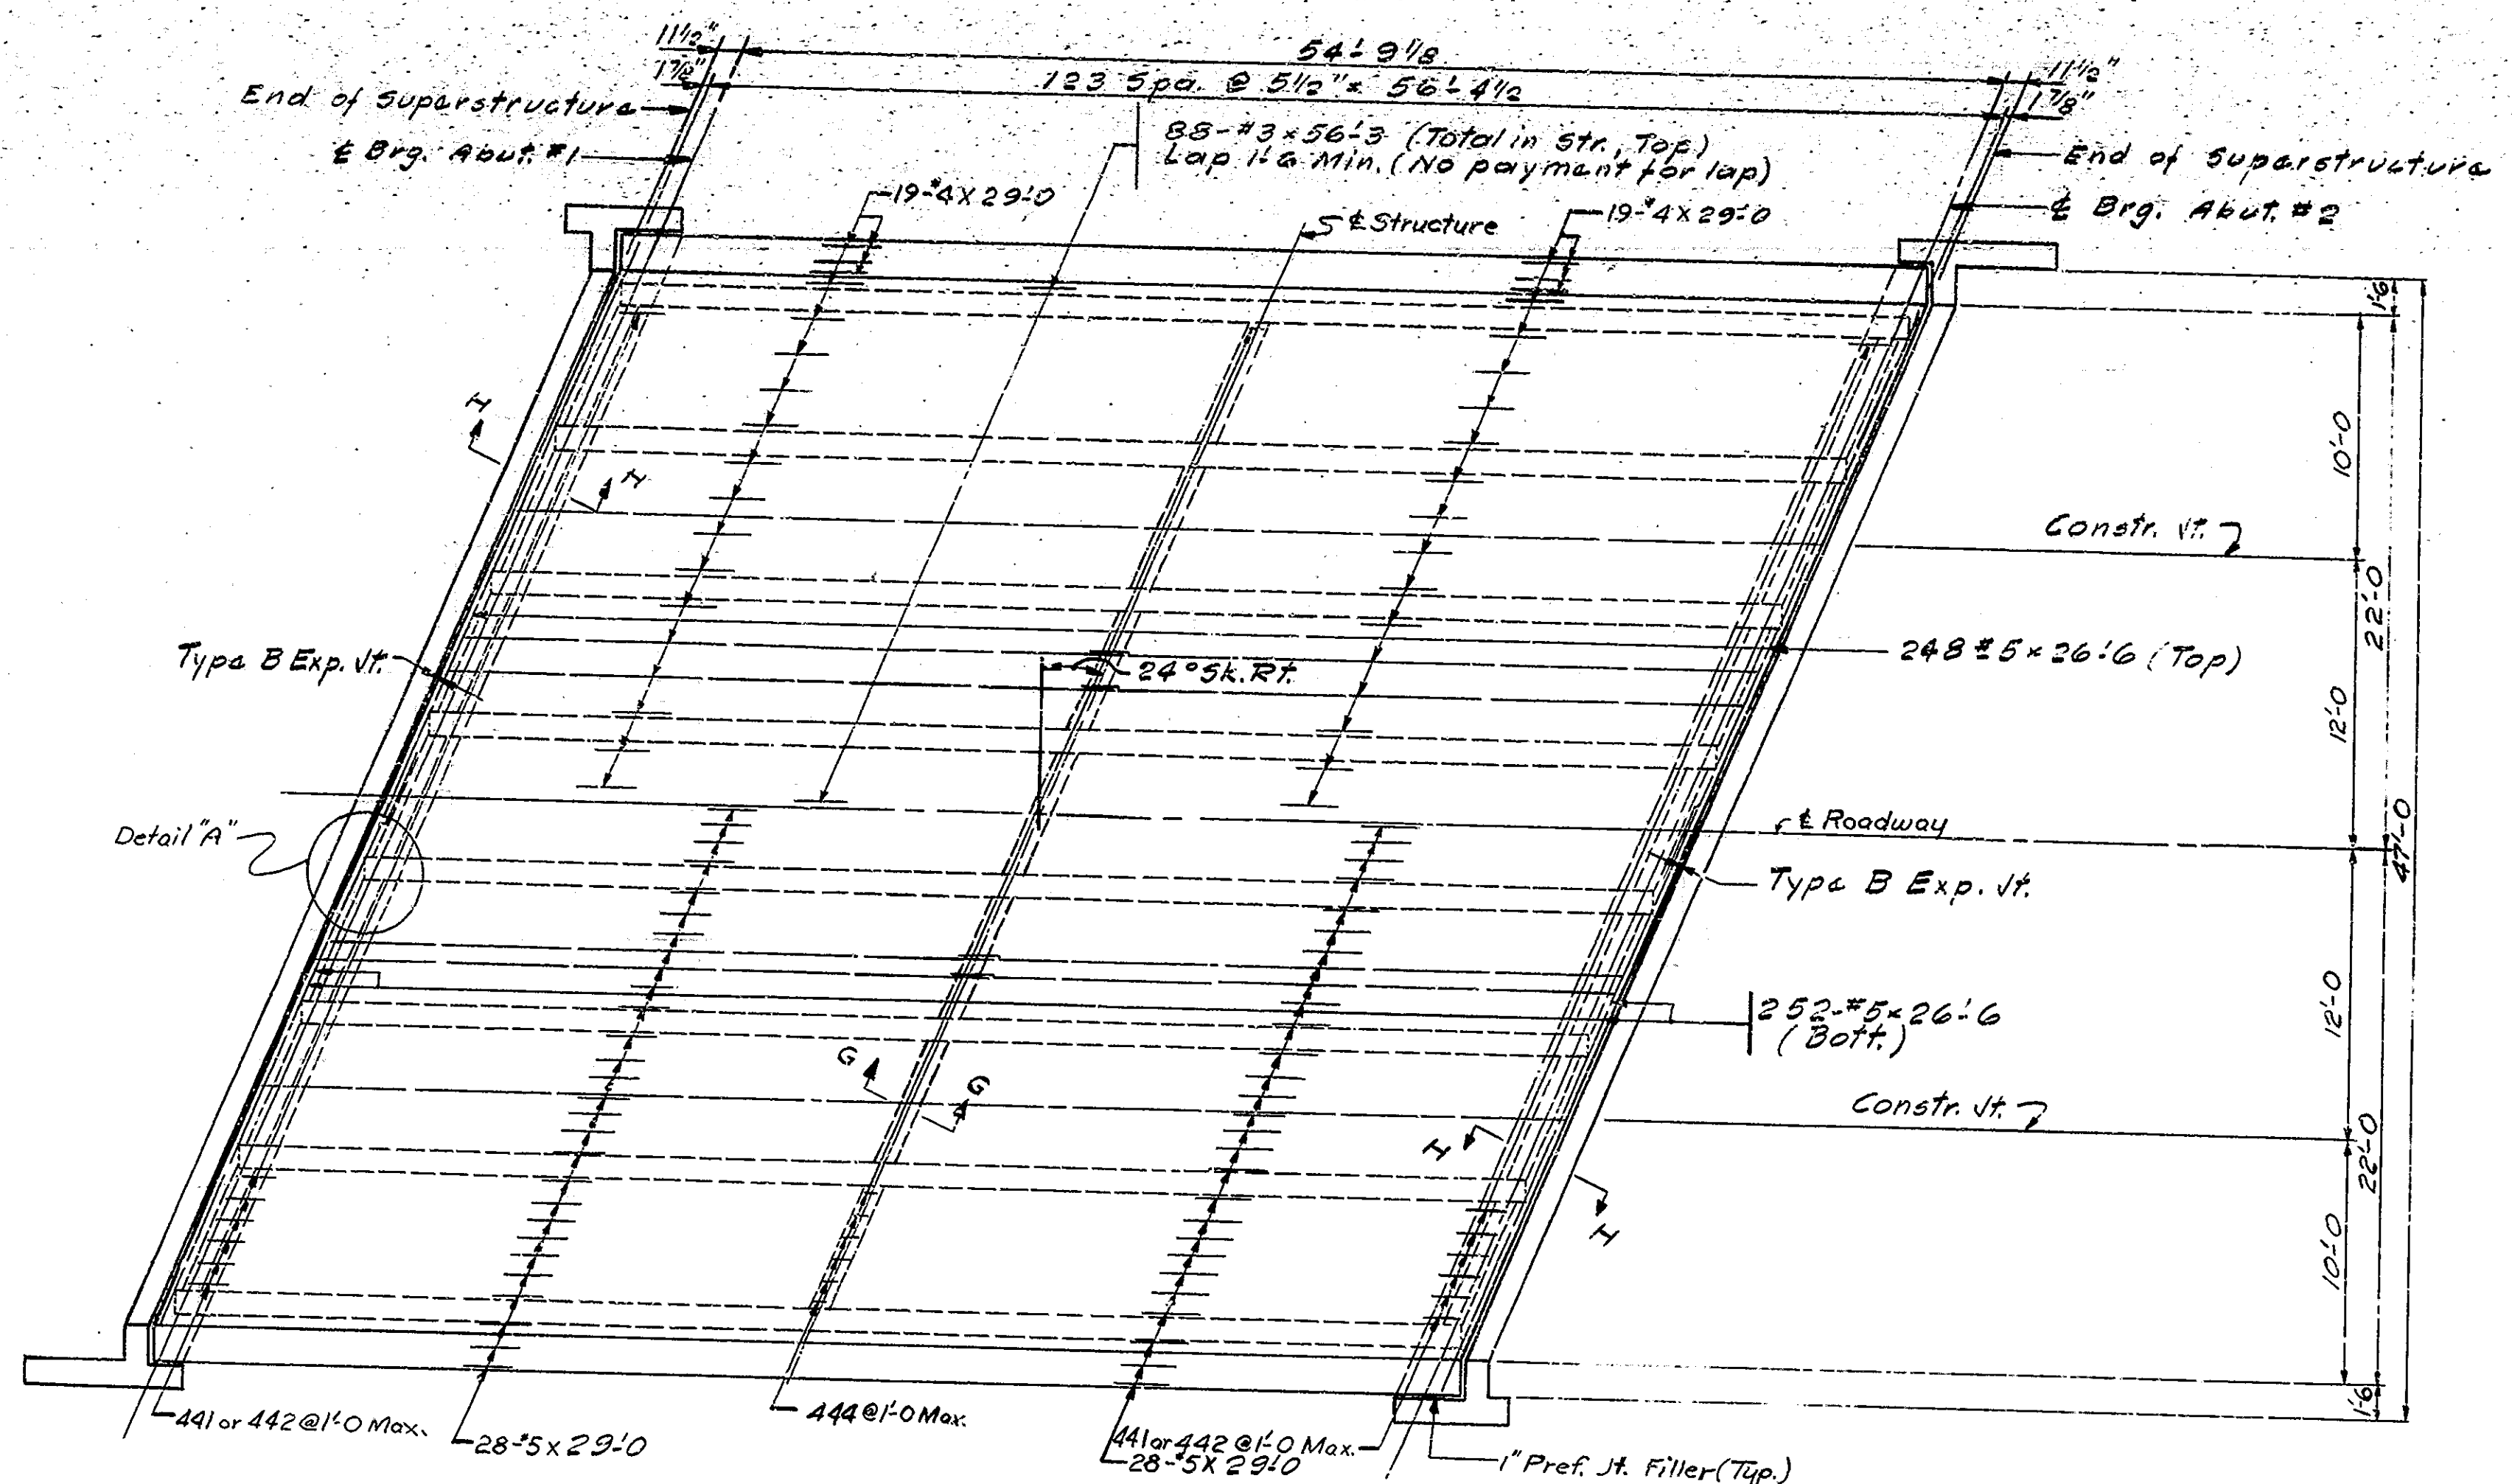 11½"
54'-9 1/8
11½"
1 7/8"
123 Spa. @ 5½" = 56'-4½
1 7/8"
End of Superstructure
℄ Brg. Abut. #1
88-#3 x 56'-3 (Total in Str., Top)
Lap 1'-6 Min. (No payment for lap)
End of Superstructure
℄ Brg. Abut. #2
19-#4 x 29'-0
℄ Structure
19-#4 x 29'-0
1'-6
H
H
10'-0
Constr. Jt.
22'-0
Type B Exp. Jt.
24° Sk. Rt.
248 #5 x 26'-6 (Top)
12'-0
Detail "A"
℄ Roadway
47'-0
Type B Exp. Jt.
252-#5 x 26'-6
(Bott.)
12'-0
G
G
Constr. Jt.
H
H
22'-0
10'-0
1'-6
441 or 442 @ 1'-0 Max.
28-#5 x 29'-0
444 @ 1'-0 Max.
441 or 442 @ 1'-0 Max.
28-#5 x 29'-0
1" Pref. Jt. Filler (Typ.)